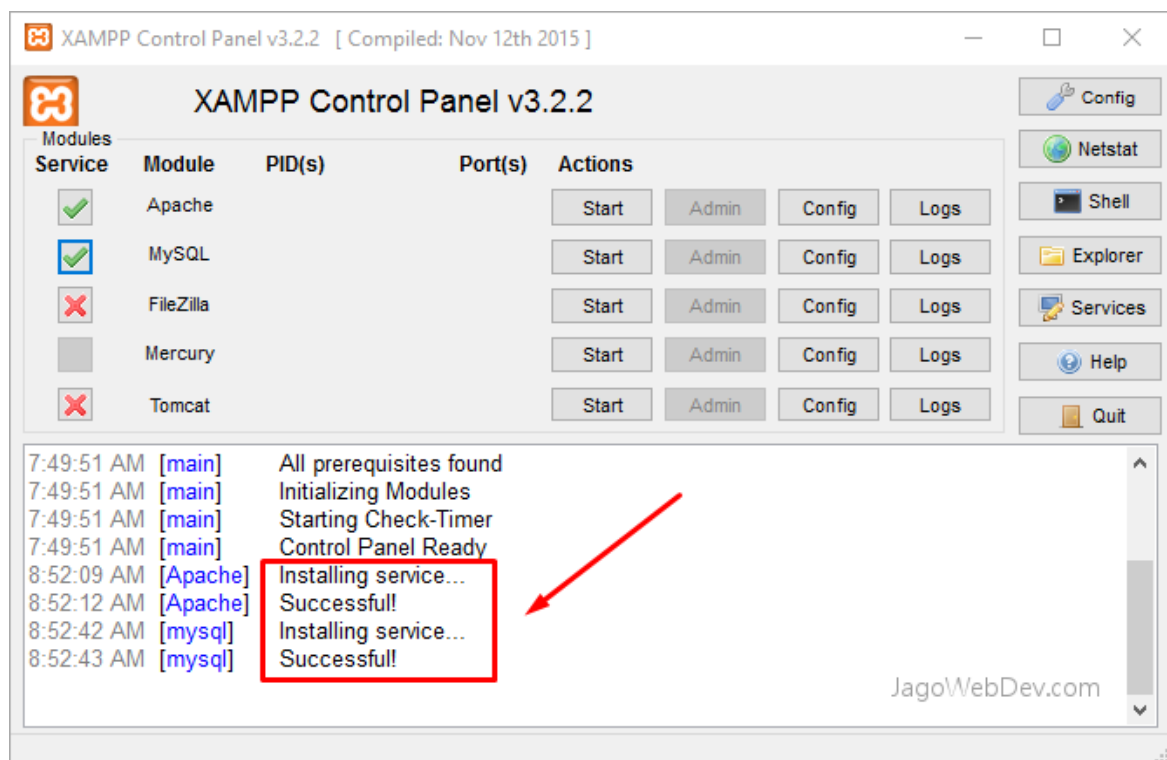 XAMPP Control Panel v3.2.2 [ Compiled: Nov 12th 2015 ]
XAMPP Control Panel v3.2.2
Config
Modules
Service Module PID(s) Port(s) Actions
Netstat
Apache Start Admin Config Logs
Shell
MySQL Start Admin Config Logs
Explorer
FileZilla Start Admin Config Logs
Services
Mercury Start Admin Config Logs
Help
Tomcat Start Admin Config Logs
Quit
7:49:51 AM [main] All prerequisites found
7:49:51 AM [main] Initializing Modules
7:49:51 AM [main] Starting Check-Timer
7:49:51 AM [main] Control Panel Ready
8:52:09 AM [Apache] Installing service...
8:52:12 AM [Apache] Successful!
8:52:42 AM [mysql] Installing service...
8:52:43 AM [mysql] Successful!
JagoWebDev.com